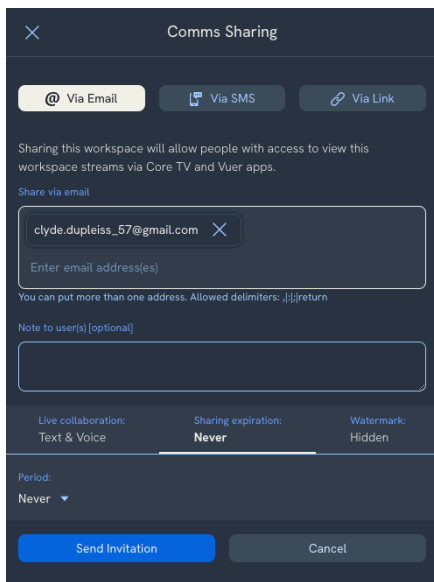 Comms Sharing
@ Via Email
Via SMS
Via Link
Sharing this workspace will allow people with access to view this
workspace streams via Core TV and Vuer apps.
Share via email
clyde.dupleiss_57@gmail.com
Enter email address(es)
You can put more than one address. Allowed delimiters: ,|:|;|return
Note to user(s) [optional]
Live collaboration:
Text & Voice
Sharing expiration:
Never
Watermark:
Hidden
Period:
Never
Send Invitation
Cancel